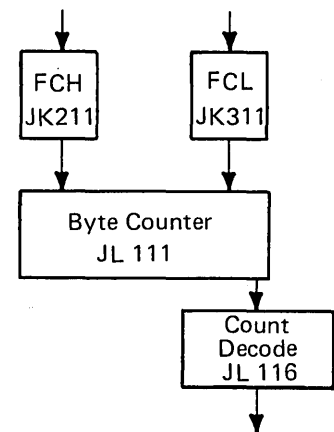 FCH
JK211
FCL
JK311
Byte Counter
JL 111
Count
Decode
JL 116